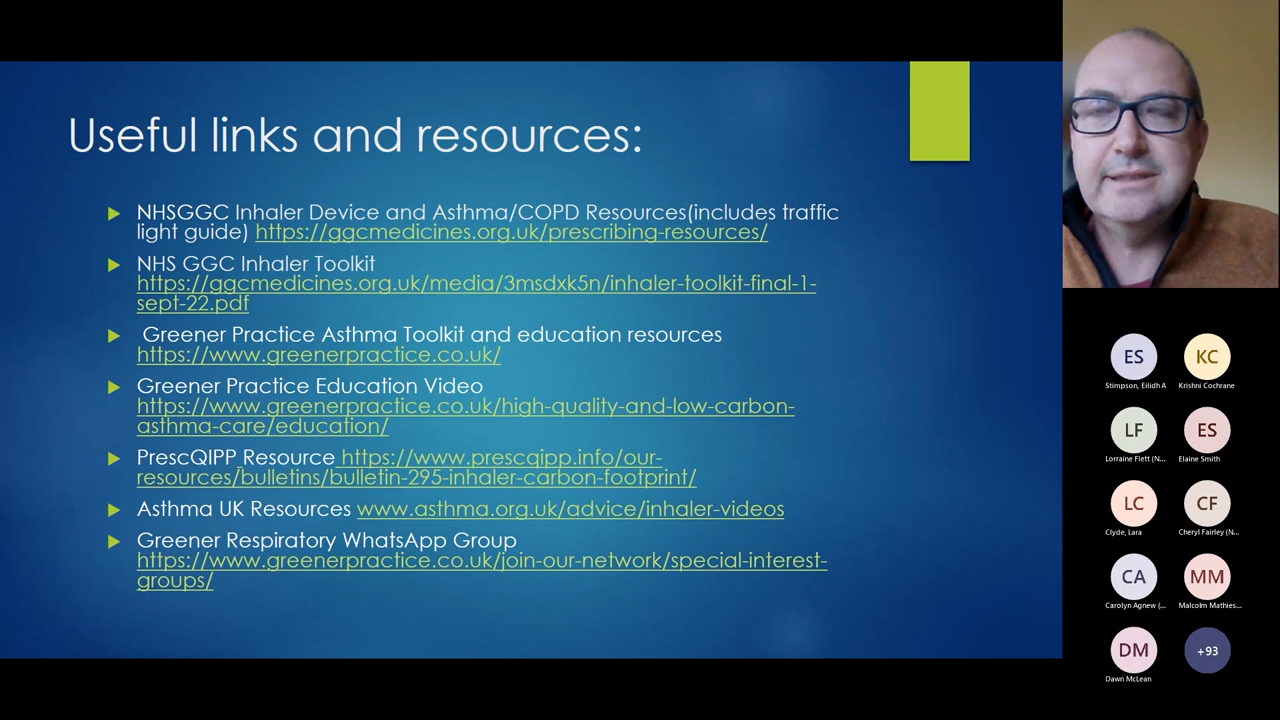 Useful links and resources:
NHSGGC Inhaler Device and Asthma/COPD Resources(includes traffic
light guide) https://ggcmedicines.org.uk/prescribing-resources/
NHS GGC Inhaler Toolkit
https://ggcmedicines.org.uk/media/3msdxk5n/inhaler-toolkit-final-1-
sept-22.pdf
Greener Practice Asthma Toolkit and education resources
https://www.greenerpractice.co.uk/
Greener Practice Education Video
https://www.greenerpractice.co.uk/high-quality-and-low-carbon-
asthma-care/education/
PrescQIPP Resource https://www.prescqipp.info/our-
resources/bulletins/bulletin-295-inhaler-carbon-footprint/
Asthma UK Resources www.asthma.org.uk/advice/inhaler-videos
Greener Respiratory WhatsApp Group
https://www.greenerpractice.co.uk/join-our-network/special-interest-
groups/
ES KC
Stimpson, Eilidh A Krishni Cochrane
LF ES
Lorraine Flett (N... Elaine Smith
LC CF
Clyde, Lara Cheryl Fairley (N...
CA MM
Carolyn Agnew (... Malcolm Mathies...
DM +93
Dawn McLean